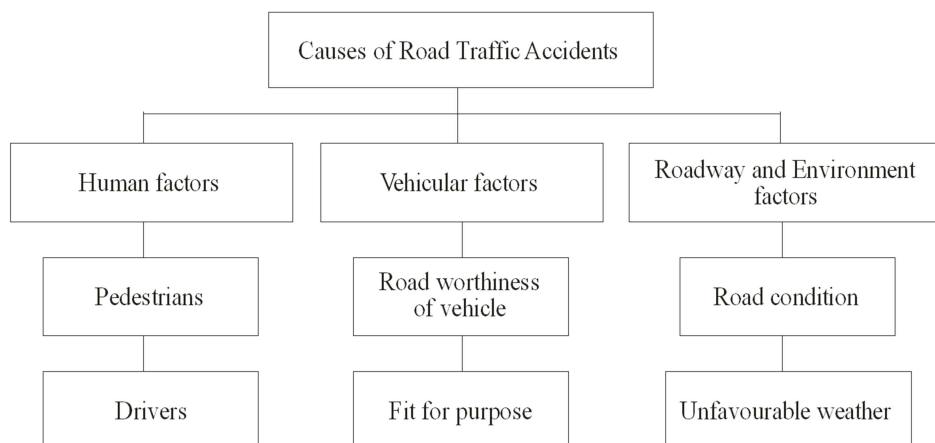 Causes of Road Traffic Accidents
Human factors
Vehicular factors
Roadway and Environment
factors
Pedestrians
Road worthiness
of vehicle
Road condition
Drivers
Fit for purpose
Unfavourable weather